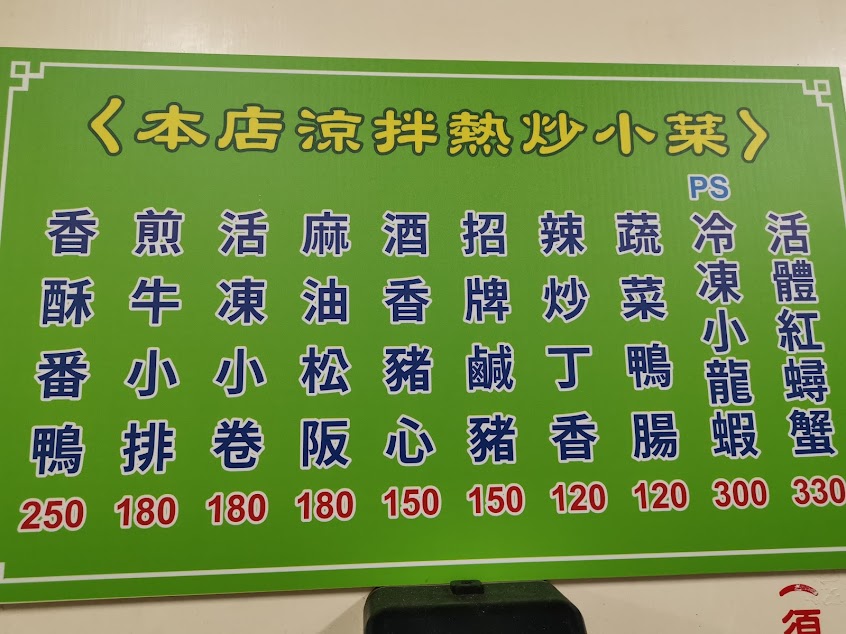 〈本店涼拌熱炒小菜〉
香酥番鴨 250
煎牛小排 180
活凍小卷 180
麻油松阪 180
酒香豬心 150
招牌鹹豬 150
辣炒丁香 120
蔬菜鴨腸 120
PS
冷凍小龍蝦 300
活體紅蟳蟹 330
（須